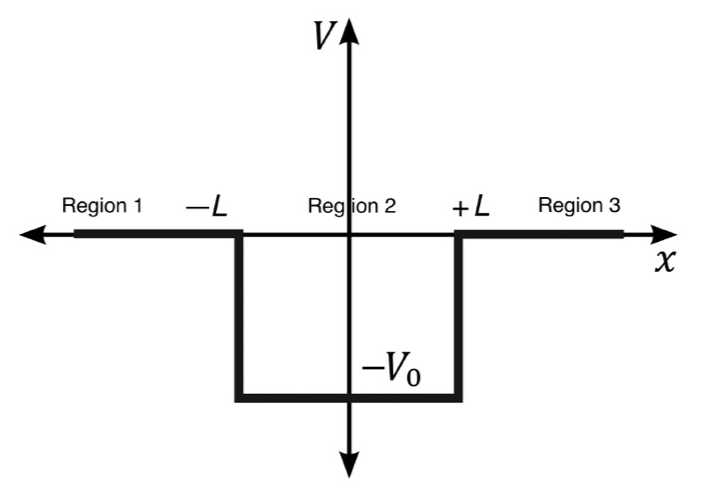 V
Region 1 −L Region 2 +L Region 3
x
−V₀